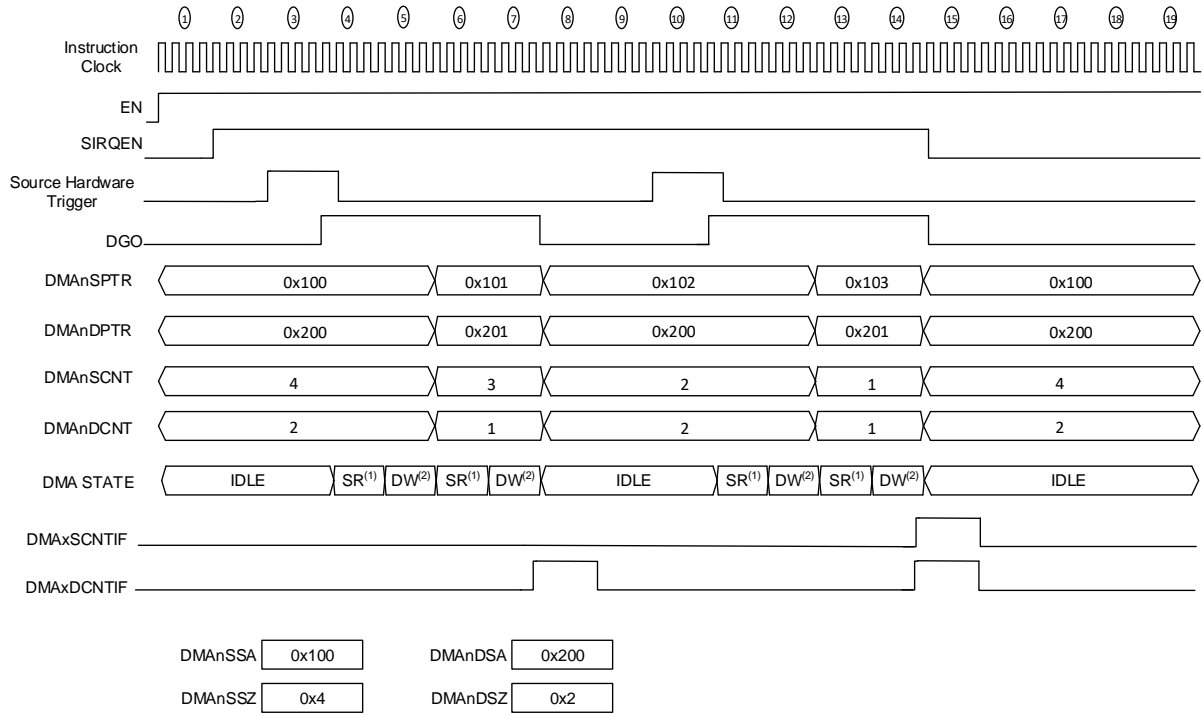 1 2 3 4 5 6 7 8 9 10 11 12 13 14 15 16 17 18 19
Instruction
Clock
EN
SIRQEN
Source Hardware
Trigger
DGO
DMAnSPTR 0x100 0x101 0x102 0x103 0x100
DMAnDPTR 0x200 0x201 0x200 0x201 0x200
DMAnSCNT 4 3 2 1 4
DMAnDCNT 2 1 2 1 2
DMA STATE IDLE SR(1) DW(2) SR(1) DW(2) IDLE SR(1) DW(2) SR(1) DW(2) IDLE
DMAxSCNTIF
DMAxDCNTIF
DMAnSSA 0x100 DMAnDSA 0x200
DMAnSSZ 0x4 DMAnDSZ 0x2